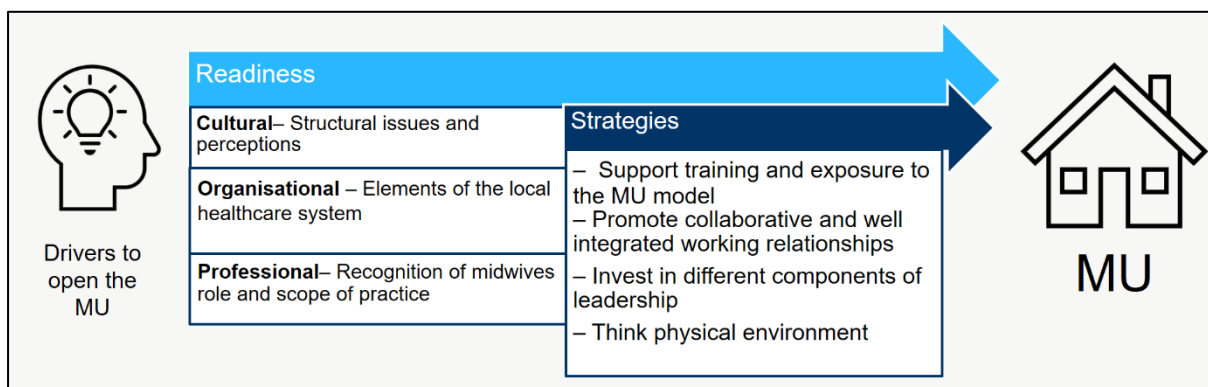 Drivers to
open the
MU
Readiness
Cultural– Structural issues and
perceptions
Organisational – Elements of the local
healthcare system
Professional– Recognition of midwives
role and scope of practice
Strategies
– Support training and exposure to
the MU model
– Promote collaborative and well
integrated working relationships
– Invest in different components of
leadership
– Think physical environment
MU